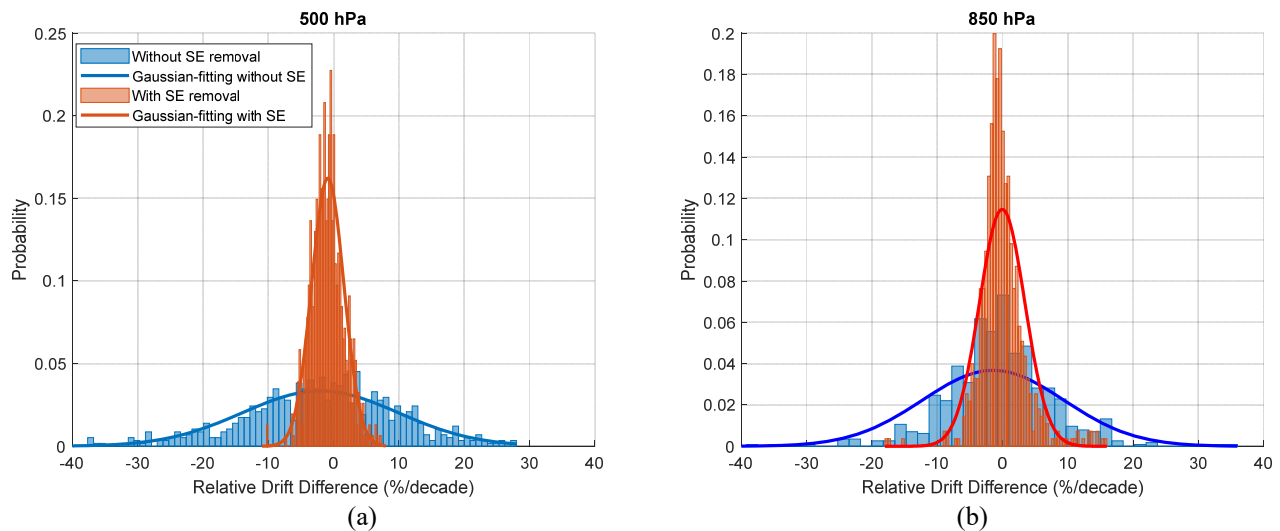 500 hPa
0.25
0.2
0.15
0.1
0.05
0
Probability
Without SE removal
Gaussian-fitting without SE
With SE removal
Gaussian-fitting with SE
-40 -30 -20 -10 0 10 20 30 40
Relative Drift Difference (%/decade)
(a)
850 hPa
0.2
0.18
0.16
0.14
0.12
0.1
0.08
0.06
0.04
0.02
0
Probability
-40 -30 -20 -10 0 10 20 30 40
Relative Drift Difference (%/decade)
(b)